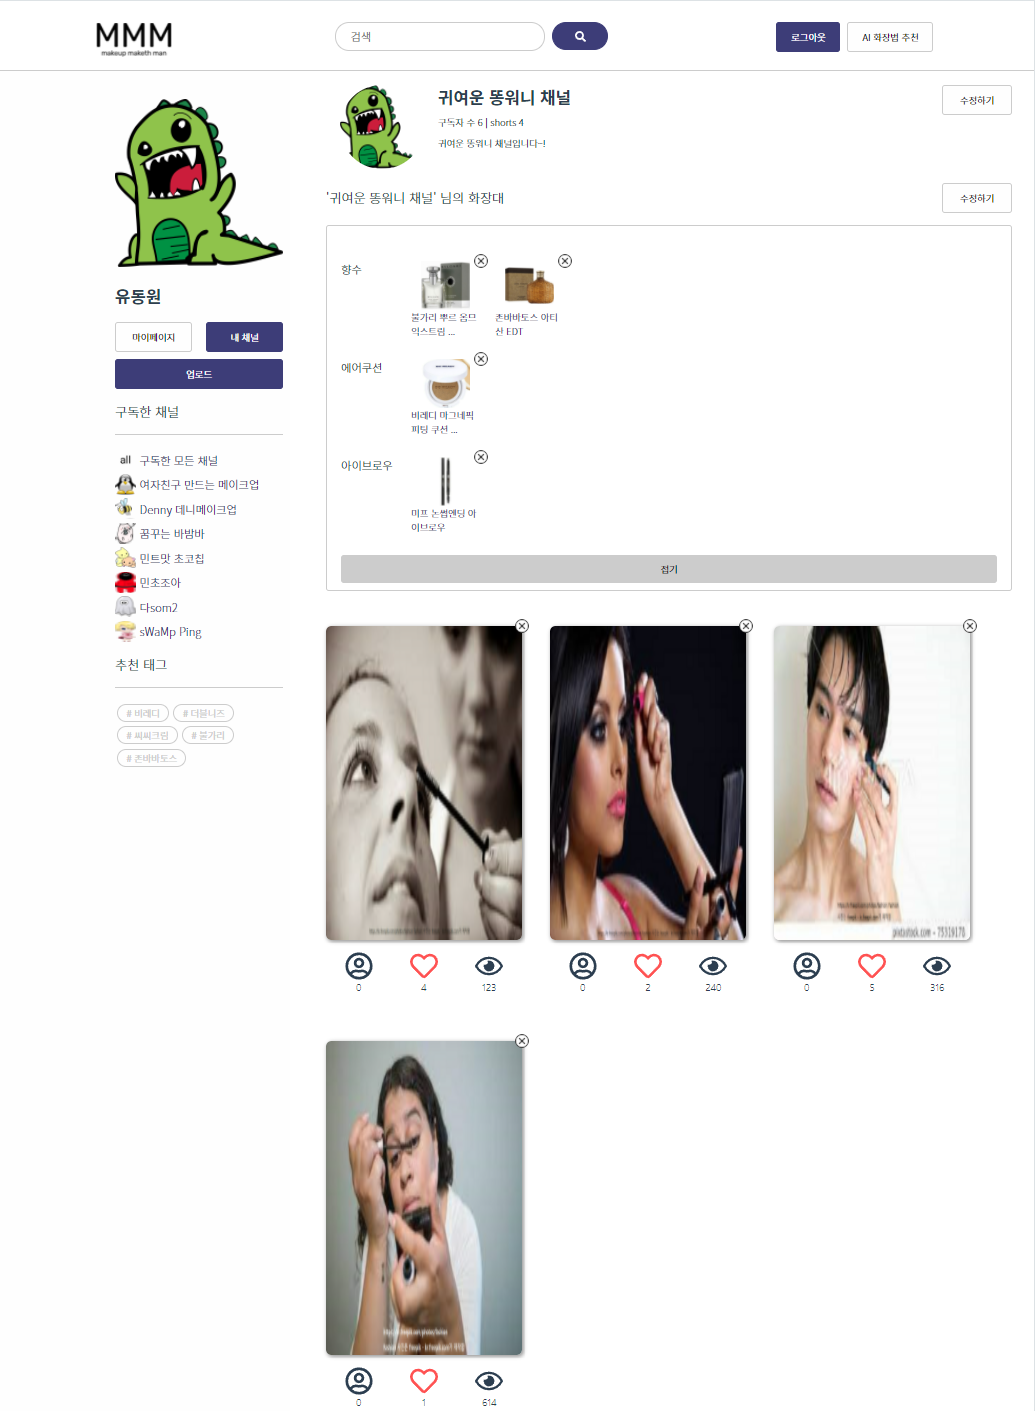 MMM
makeup maketh man
검색
로그아웃
AI 화장법 추천
유동원
마이페이지
내 채널
업로드
구독한 채널
all 구독한 모든 채널
여자친구 만드는 메이크업
Denny 데니메이크업
꿈꾸는 바밤바
민트맛 초코칩
민초조아
다som2
sWaMp Ping
추천 태그
# 비레디
# 더블니즈
# 씨씨크림
# 불가리
# 존바바토스
귀여운 똥워니 채널
구독자 수 6 | shorts 4
귀여운 똥워니 채널입니다~!
수정하기
'귀여운 똥워니 채널' 님의 화장대
수정하기
향수
불가리 뿌르 옴므
익스트림 ...
존바바토스 아티
산 EDT
에어쿠션
비레디 마그네픽
피팅 쿠션 ...
아이브로우
미프 논썹앤딩 아
이브로우
접기
0
4
123
0
2
240
pixtastock.com - 75319170
0
5
316
0
1
614